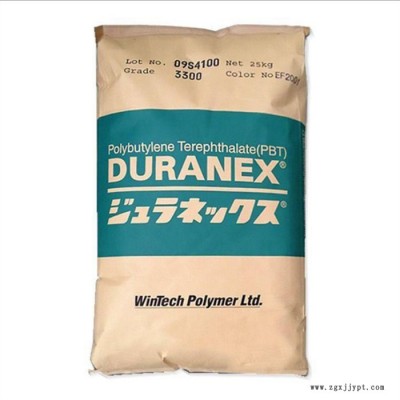 Lot No. 09S4100 Net 25kg
Grade 3300 Color No EF2001
Polybutylene Terephthalate(PBT)
DURANEX®
ジュラネックス®
WinTech Polymer Ltd.
www.zgxjjypt.com